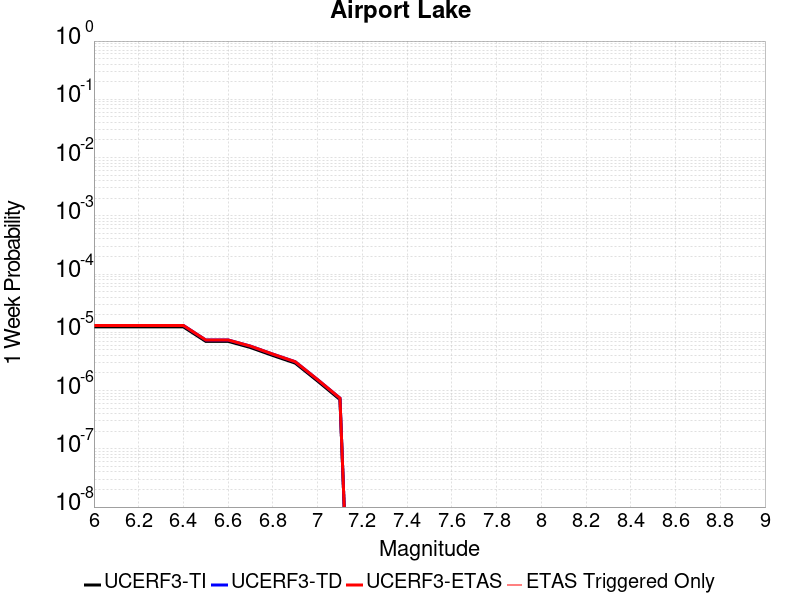 Airport Lake
10^0
10^-1
10^-2
10^-3
10^-4
10^-5
10^-6
10^-7
10^-8
1 Week Probability
6 6.2 6.4 6.6 6.8 7 7.2 7.4 7.6 7.8 8 8.2 8.4 8.6 8.8 9
Magnitude
UCERF3-TI UCERF3-TD UCERF3-ETAS ETAS Triggered Only